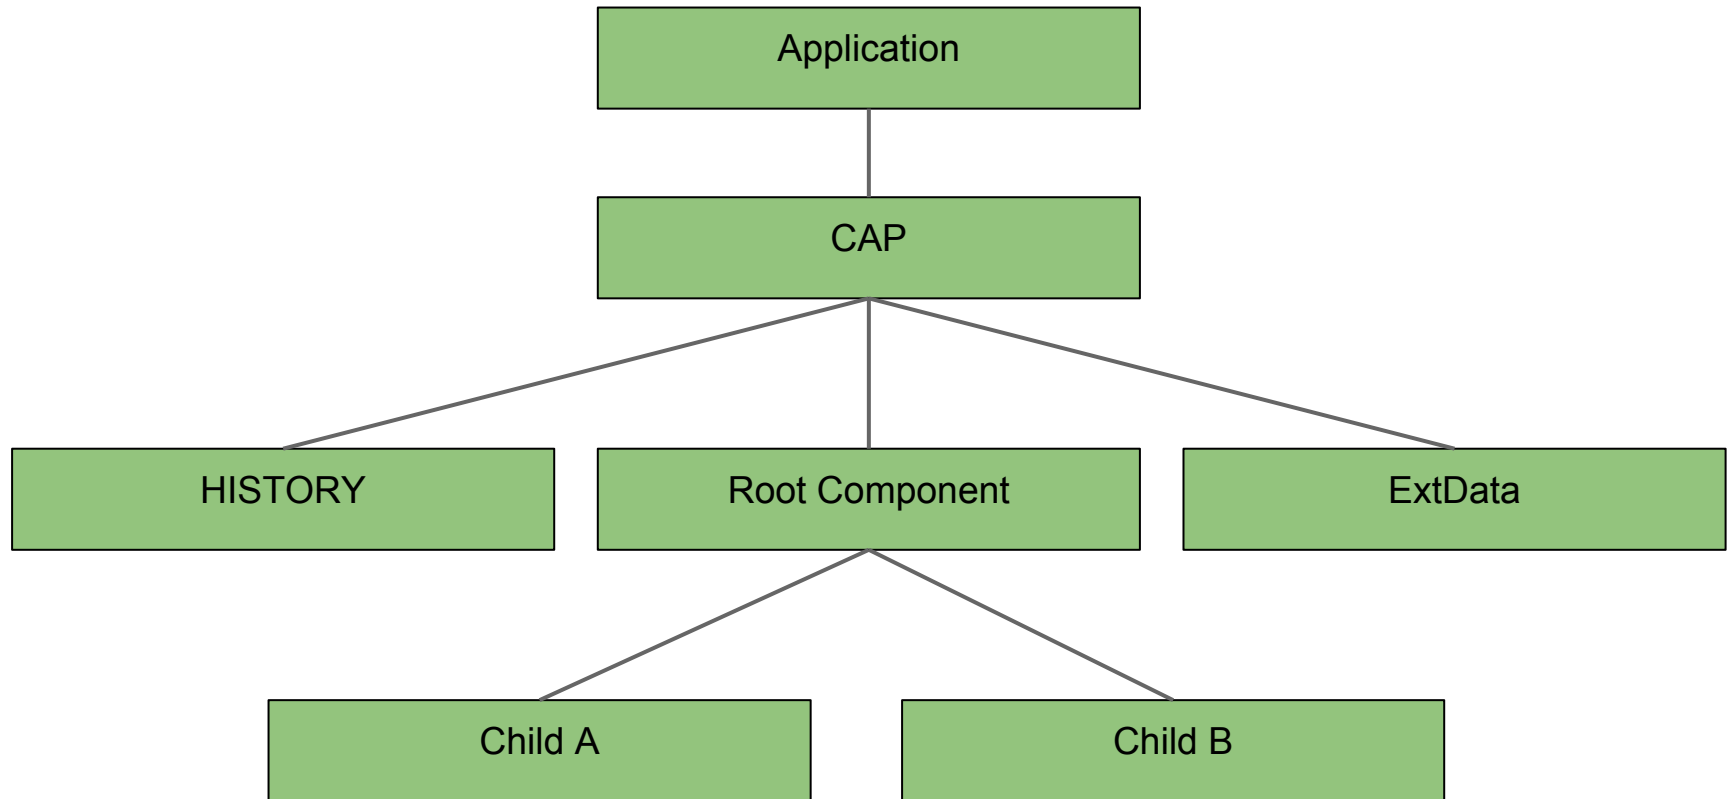 Application
CAP
HISTORY
Root Component
ExtData
Child A
Child B